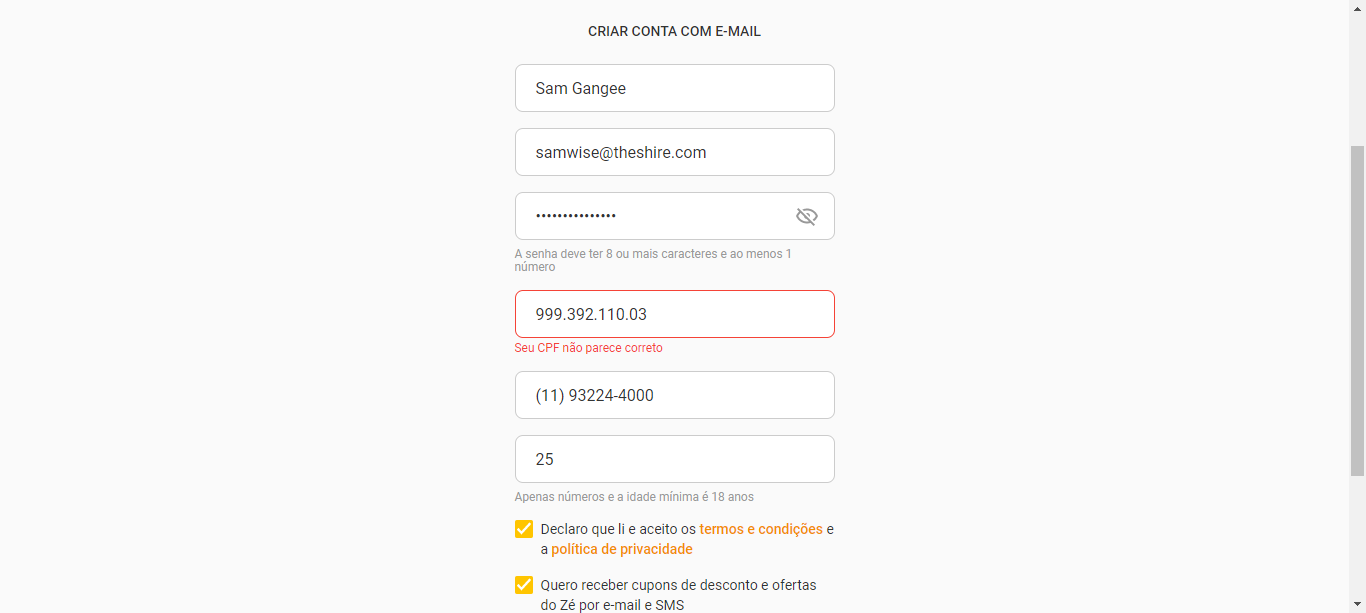 CRIAR CONTA COM E-MAIL
Sam Gangee
samwise@theshire.com
•••••••••••••••
A senha deve ter 8 ou mais caracteres e ao menos 1
número
999.392.110.03
Seu CPF não parece correto
(11) 93224-4000
25
Apenas números e a idade mínima é 18 anos
Declaro que li e aceito os termos e condições e
a política de privacidade
Quero receber cupons de desconto e ofertas
do Zé por e-mail e SMS